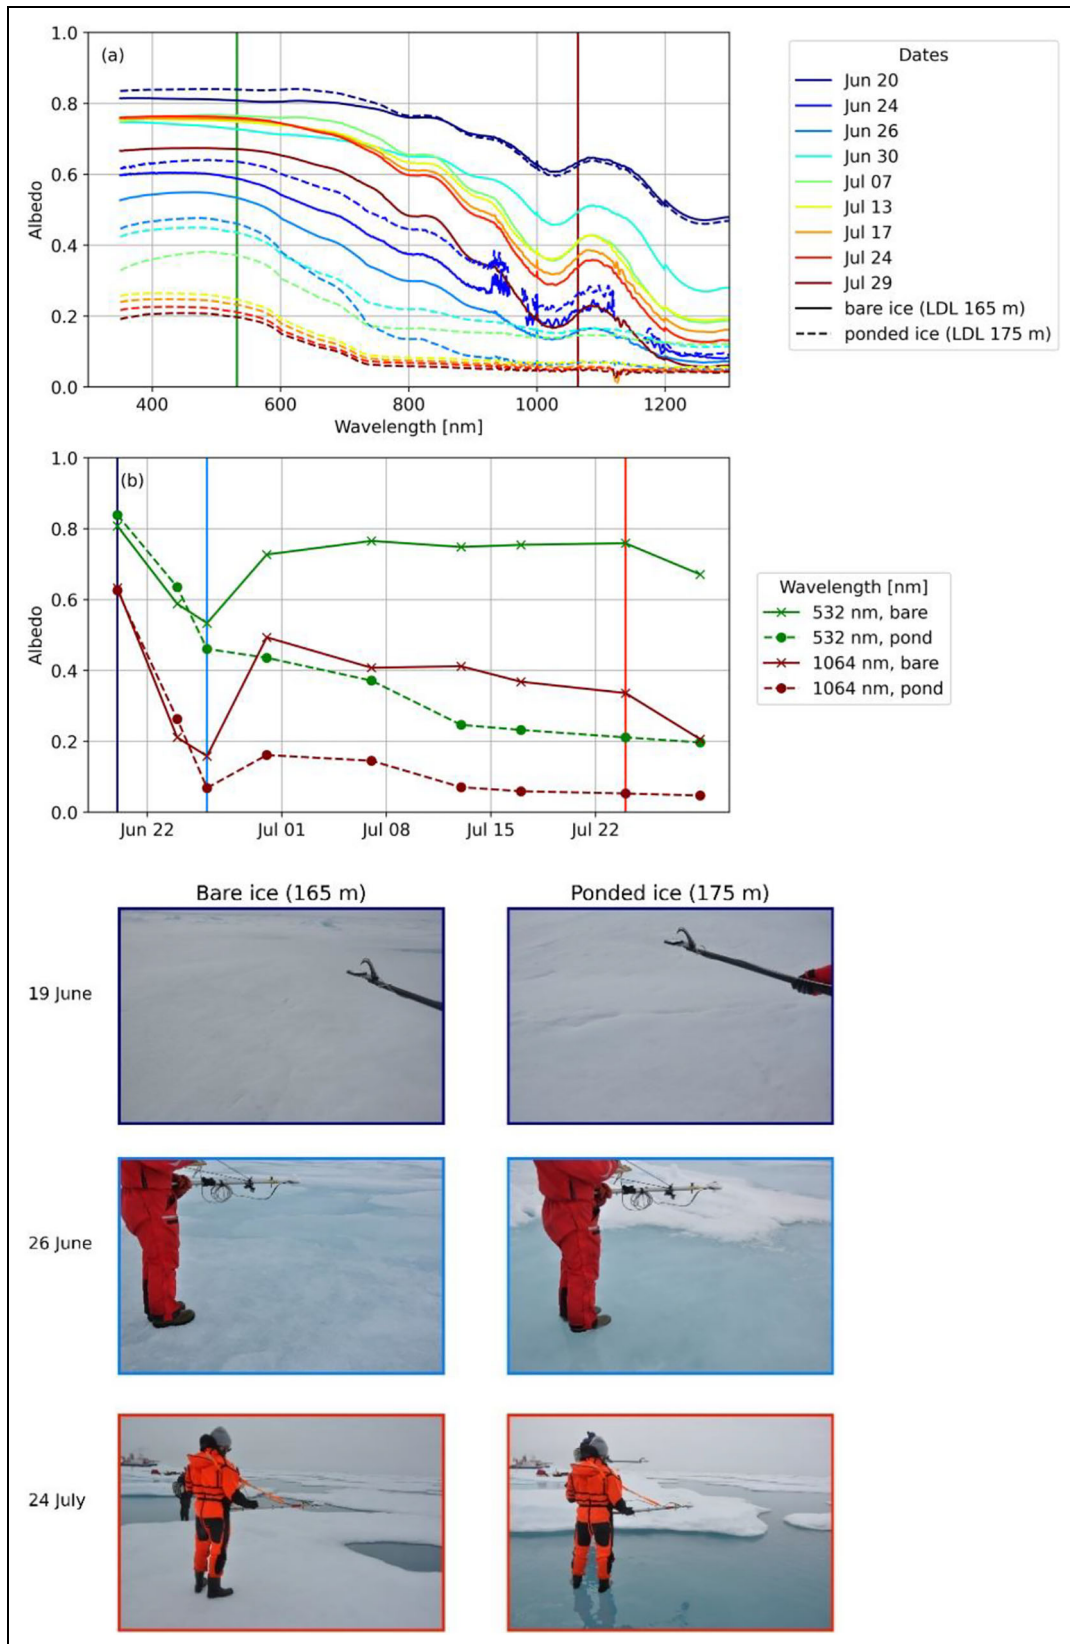 (a)
1.0
0.8
0.6
0.4
0.2
0.0
Albedo
400
600
800
1000
1200
Wavelength [nm]
Dates
Jun 20
Jun 24
Jun 26
Jun 30
Jul 07
Jul 13
Jul 17
Jul 24
Jul 29
bare ice (LDL 165 m)
ponded ice (LDL 175 m)
(b)
1.0
0.8
0.6
0.4
0.2
0.0
Albedo
Jun 22
Jul 01
Jul 08
Jul 15
Jul 22
Wavelength [nm]
532 nm, bare
532 nm, pond
1064 nm, bare
1064 nm, pond
Bare ice (165 m)
Ponded ice (175 m)
19 June
26 June
24 July